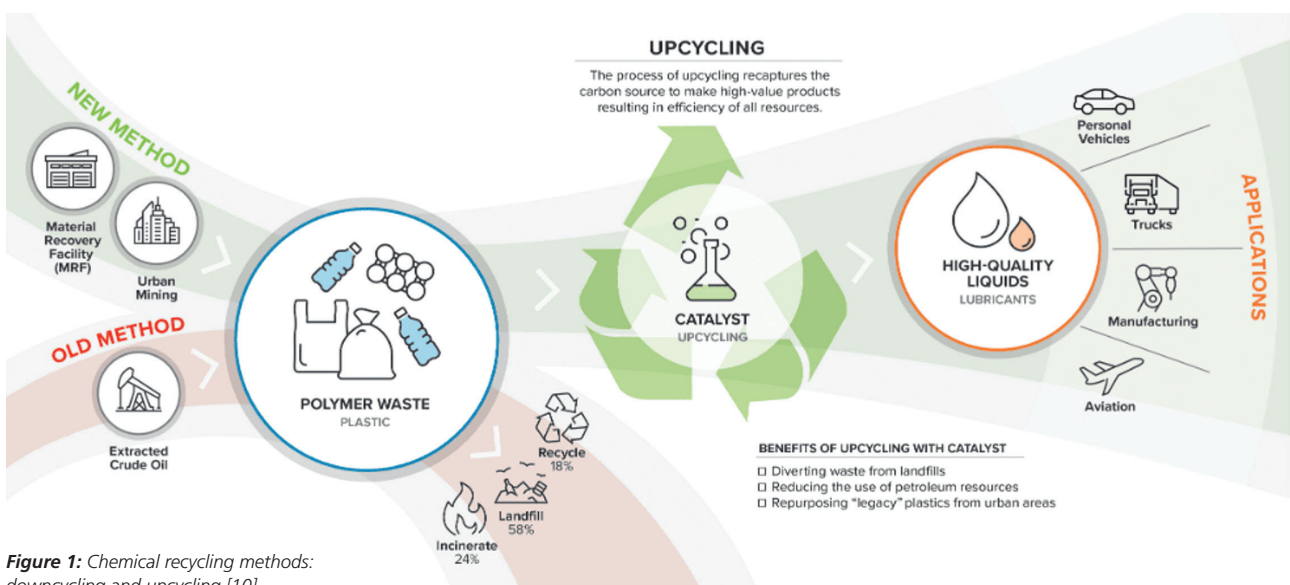 UPCYCLING
The process of upcycling recaptures the
carbon source to make high-value products
resulting in efficiency of all resources.
NEW METHOD
Material
Recovery
Facility
(MRF)
Urban
Mining
OLD METHOD
Extracted
Crude Oil
POLYMER WASTE
PLASTIC
Recycle
18%
Landfill
58%
Incinerate
24%
CATALYST
UPCYCLING
HIGH-QUALITY
LIQUIDS
LUBRICANTS
Personal
Vehicles
Trucks
Manufacturing
Aviation
APPLICATIONS
BENEFITS OF UPCYCLING WITH CATALYST
□ Diverting waste from landfills
□ Reducing the use of petroleum resources
□ Repurposing “legacy” plastics from urban areas
Figure 1: Chemical recycling methods:
downcycling and upcycling [10]